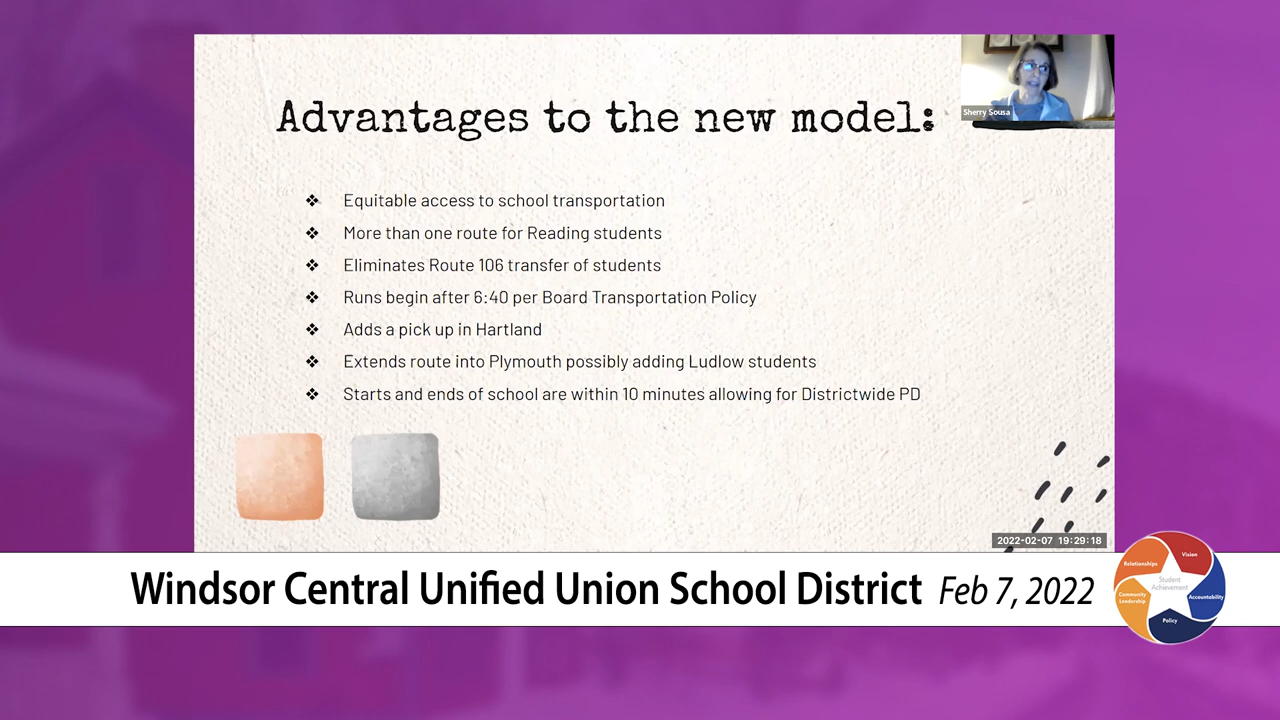 Advantages to the new model:
Sherry Sousa
❖ Equitable access to school transportation
❖ More than one route for Reading students
❖ Eliminates Route 106 transfer of students
❖ Runs begin after 6:40 per Board Transportation Policy
❖ Adds a pick up in Hartland
❖ Extends route into Plymouth possibly adding Ludlow students
❖ Starts and ends of school are within 10 minutes allowing for Districtwide PD
2022-02-07 19:29:18
Windsor Central Unified Union School District Feb 7, 2022
Vision
Relationships
Student
Achievement
Community
Leadership
Accountability
Policy